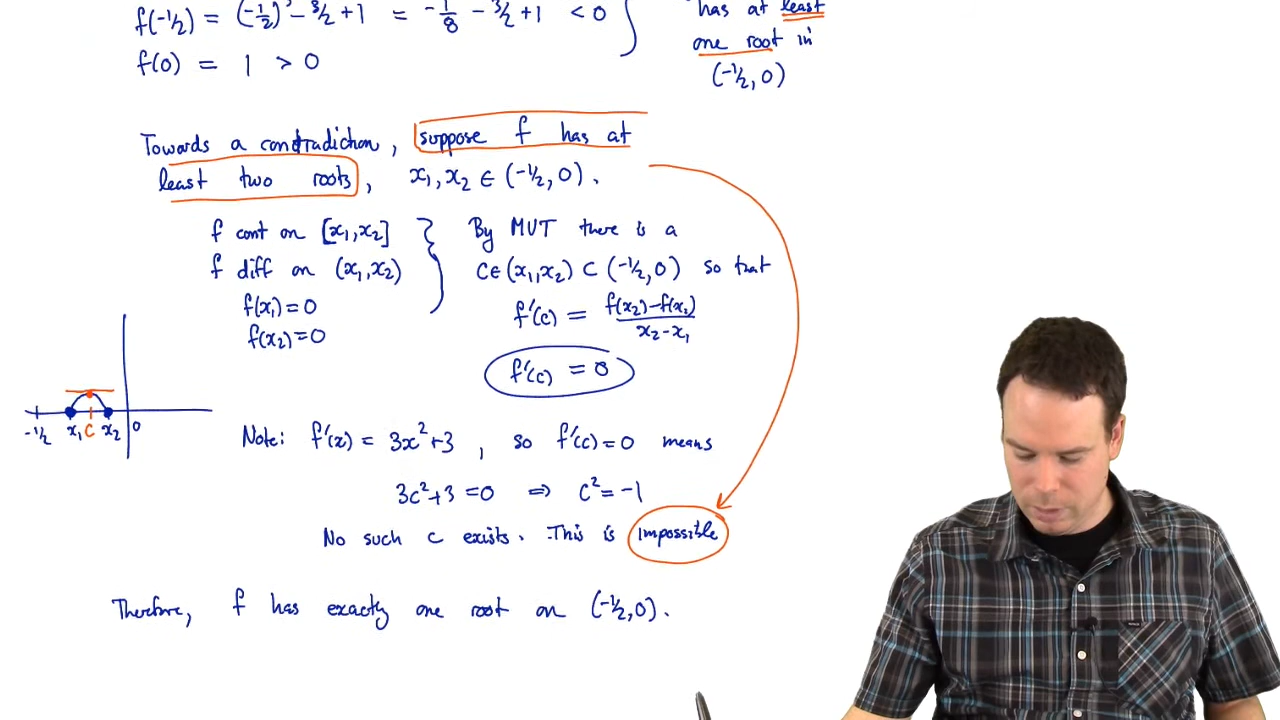 f(-1/2) = (-1/2)³ - 3/2 + 1 = -1/8 - 3/2 + 1 < 0
f(0) = 1 > 0
has at least
one root in
(-1/2, 0)
Towards a contradiction, suppose f has at
least two roots, x₁, x₂ ∈ (-1/2, 0).
f cont on [x₁, x₂]
f diff on (x₁, x₂)
f(x₁) = 0
f(x₂) = 0
By MVT there is a
C ∈ (x₁, x₂) ⊂ (-1/2, 0) so that
f'(c) = f(x₂) - f(x₁) / x₂ - x₁
f'(c) = 0
-1/2 x₁ C x₂ 0
Note: f'(x) = 3x² + 3, so f'(c) = 0 means
3c² + 3 = 0 ⇒ c² = -1
No such c exists. This is impossible
Therefore, f has exactly one root on (-1/2, 0).